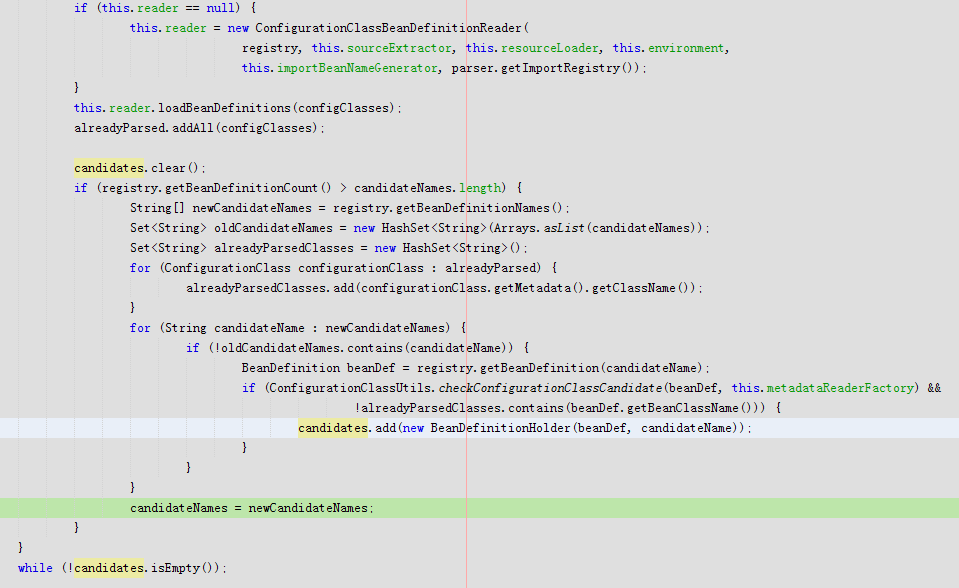 if (this.reader == null) {
this.reader = new ConfigurationClassBeanDefinitionReader(
registry, this.sourceExtractor, this.resourceLoader, this.environment,
this.importBeanNameGenerator, parser.getImportRegistry());
}
this.reader.loadBeanDefinitions(configClasses);
alreadyParsed.addAll(configClasses);
candidates.clear();
if (registry.getBeanDefinitionCount() > candidateNames.length) {
String[] newCandidateNames = registry.getBeanDefinitionNames();
Set<String> oldCandidateNames = new HashSet<String>(Arrays.asList(candidateNames));
Set<String> alreadyParsedClasses = new HashSet<String>();
for (ConfigurationClass configurationClass : alreadyParsed) {
alreadyParsedClasses.add(configurationClass.getMetadata().getClassName());
}
for (String candidateName : newCandidateNames) {
if (!oldCandidateNames.contains(candidateName)) {
BeanDefinition beanDef = registry.getBeanDefinition(candidateName);
if (ConfigurationClassUtils.checkConfigurationClassCandidate(beanDef, this.metadataReaderFactory) &&
!alreadyParsedClasses.contains(beanDef.getBeanClassName())) {
candidates.add(new BeanDefinitionHolder(beanDef, candidateName));
}
}
}
candidateNames = newCandidateNames;
}
}
while (!candidates.isEmpty());